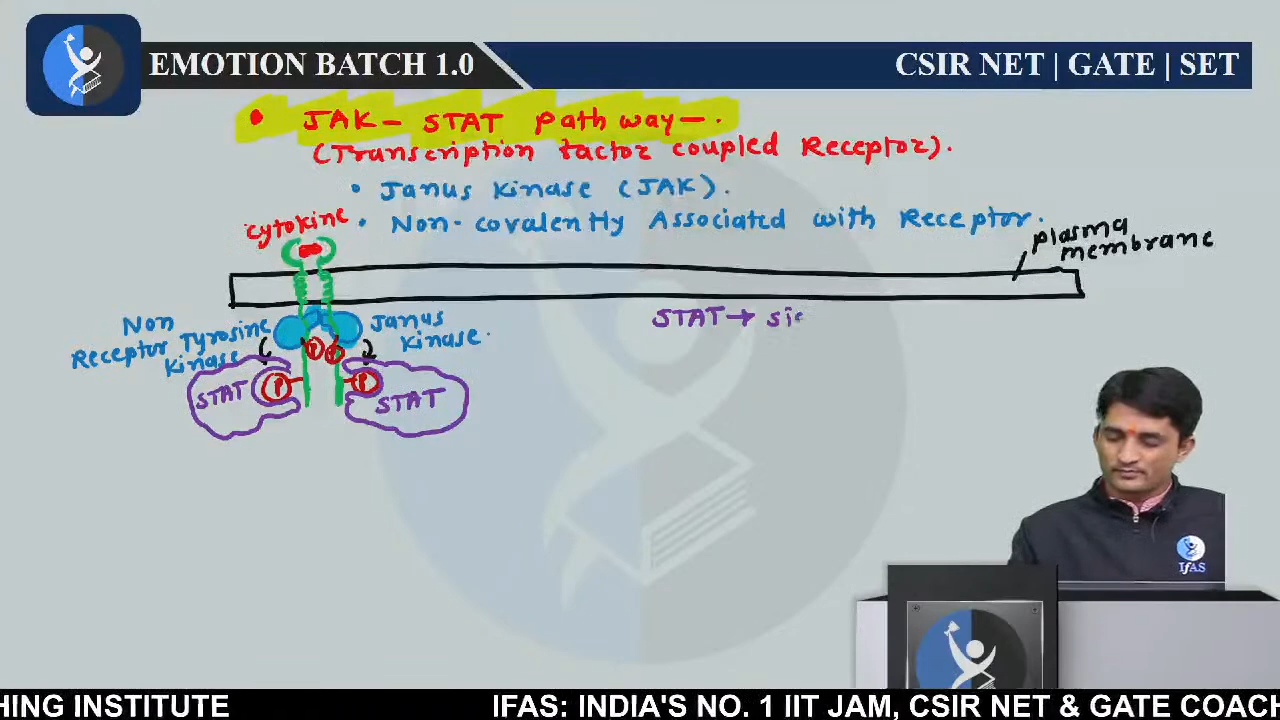 EMOTION BATCH 1.0
CSIR NET | GATE | SET
• JAK - STAT pathway -.
(Transcription factor coupled Receptor).
• Janus kinase (JAK).
• Non-covalently Associated with Receptor.
cytokine
plasma
membrane
Non
Receptor Tyrosine
kinase
Janus
kinase.
STAT → sig
P P
STAT P
P STAT
IFAS
HING INSTITUTE
IFAS: INDIA'S NO. 1 IIT JAM, CSIR NET & GATE COACH